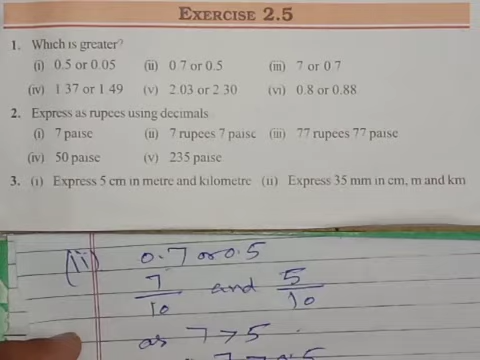 EXERCISE 2.5
1. Which is greater?
(i) 0.5 or 0.05 (ii) 0.7 or 0.5 (iii) 7 or 0.7
(iv) 1.37 or 1.49 (v) 2.03 or 2.30 (vi) 0.8 or 0.88
2. Express as rupees using decimals
(i) 7 paise (ii) 7 rupees 7 paise (iii) 77 rupees 77 paise
(iv) 50 paise (v) 235 paise
3. (i) Express 5 cm in metre and kilometre (ii) Express 35 mm in cm, m and km
(ii) 0.7 or 0.5
7/10 and 5/10
as 7 > 5